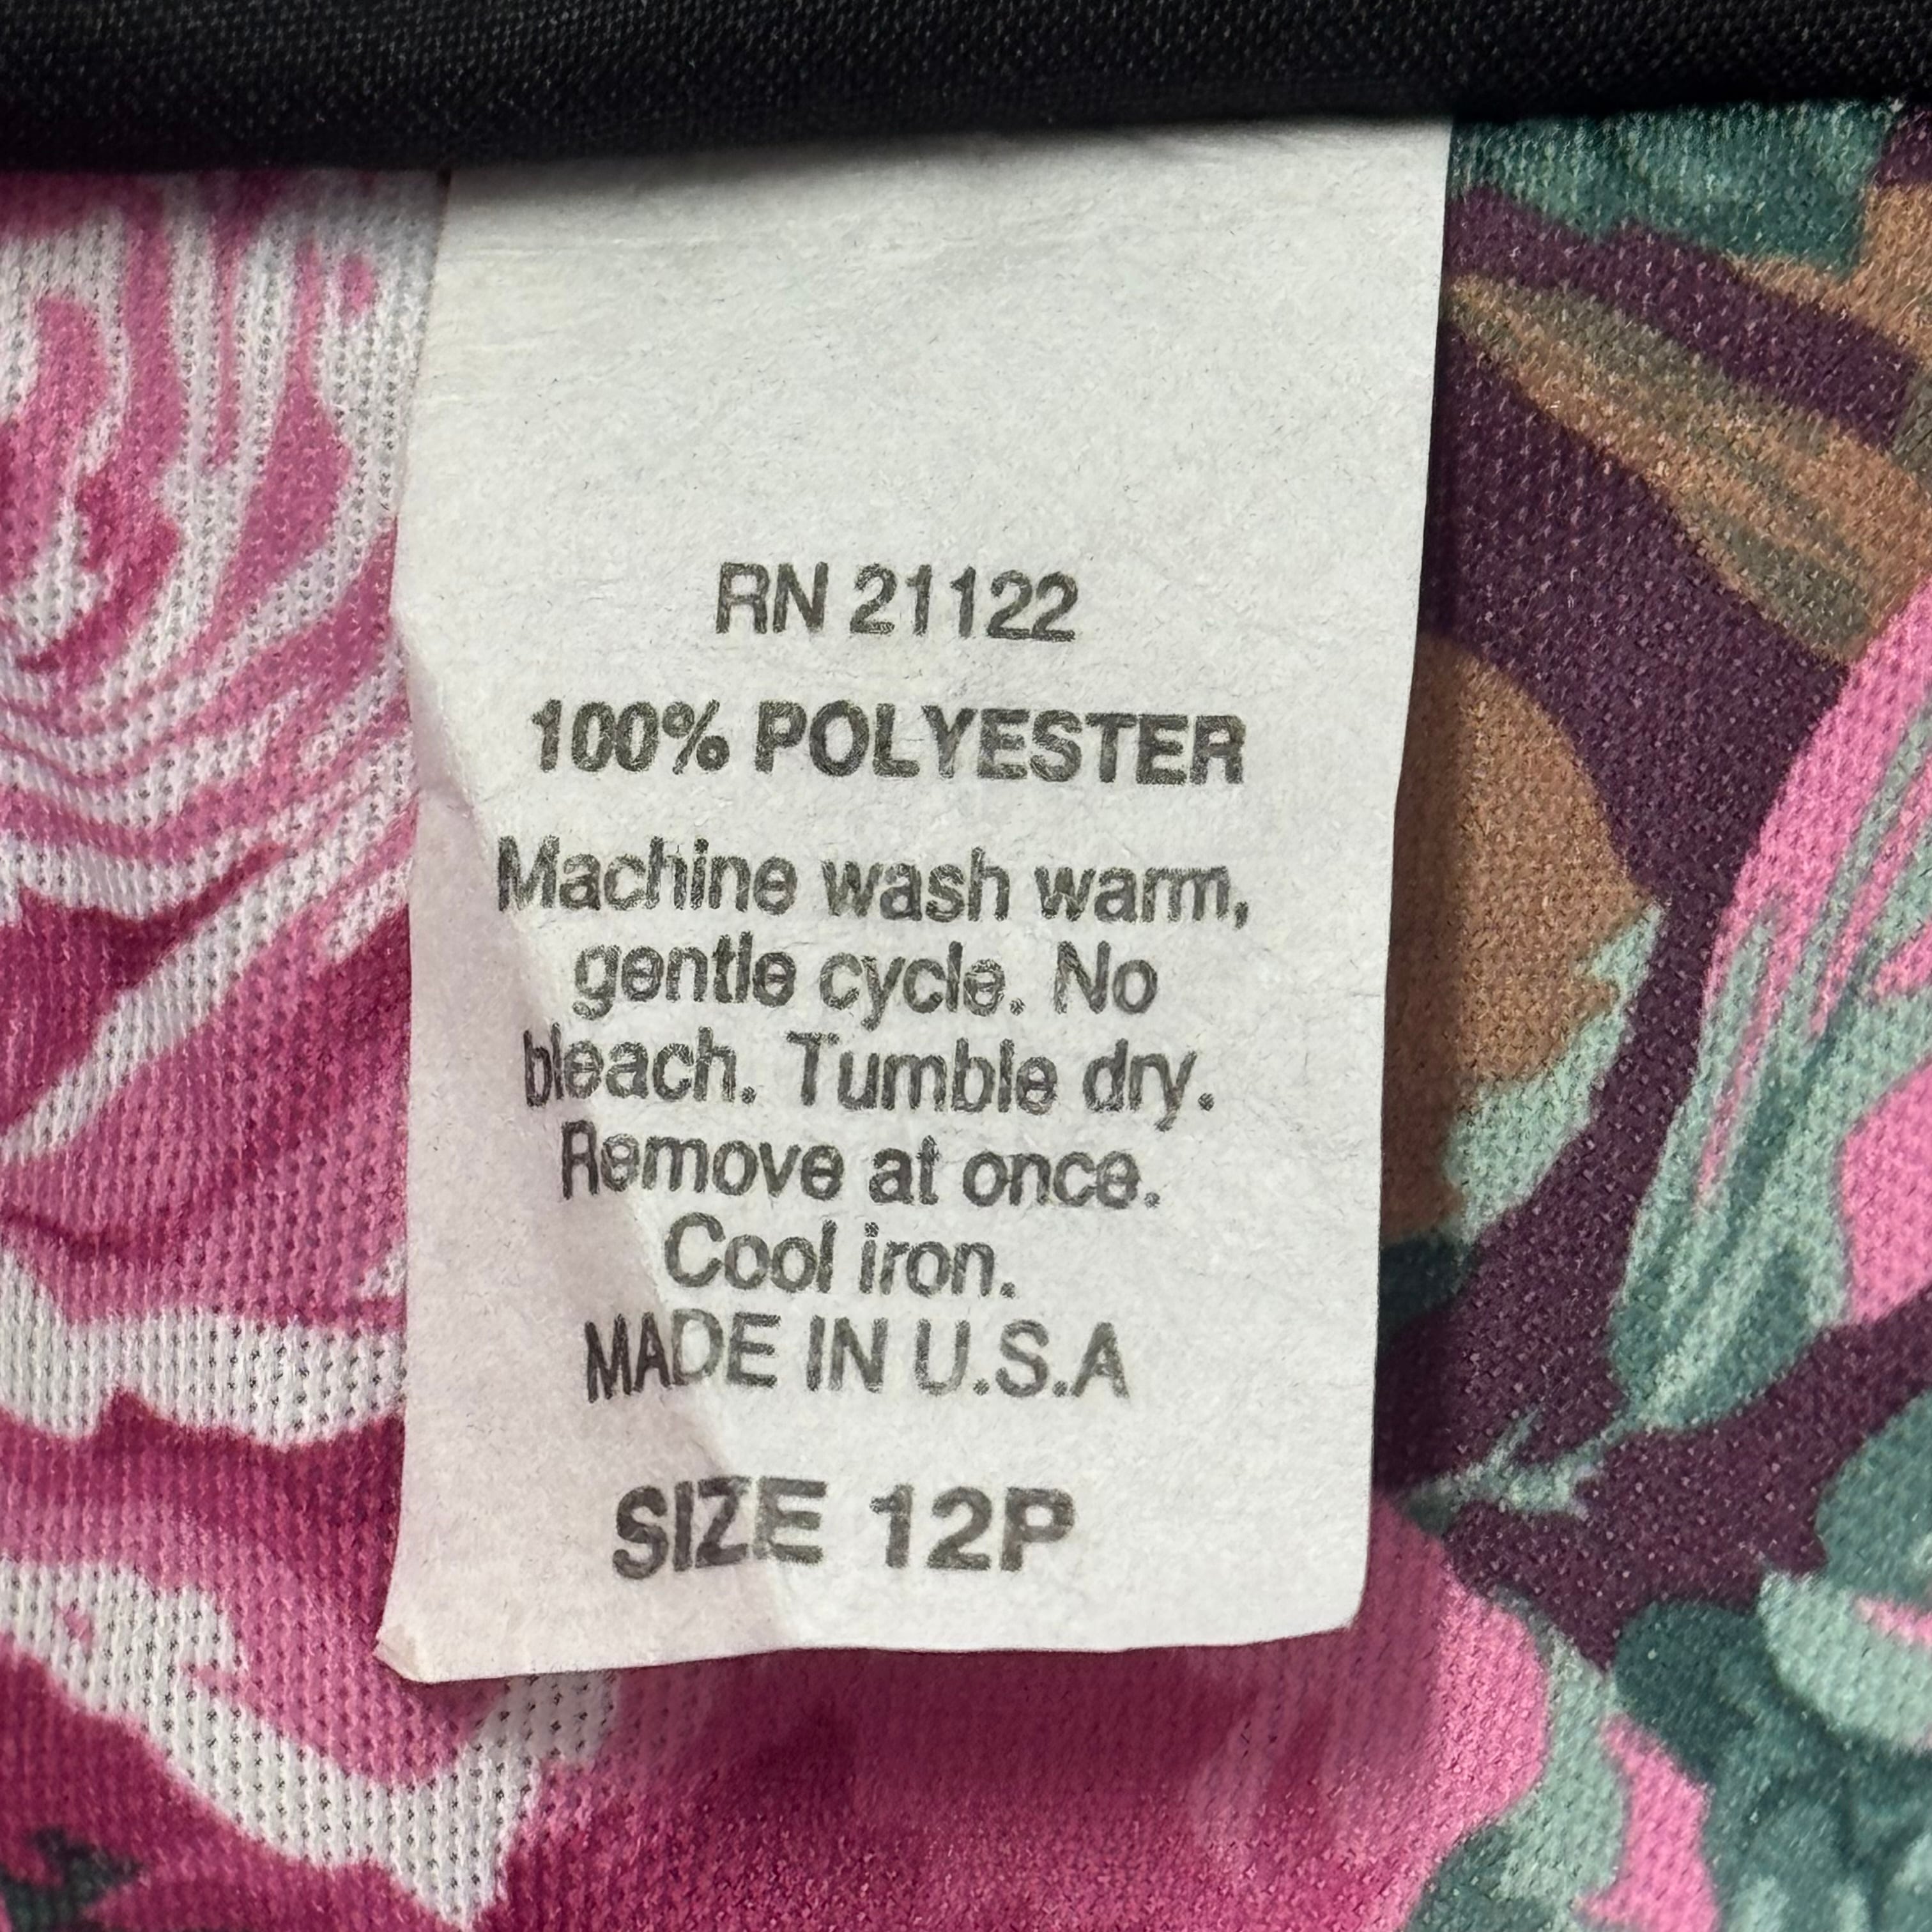 RN 21122
100% POLYESTER
Machine wash warm,
gentle cycle. No
bleach. Tumble dry.
Remove at once.
Cool iron.
MADE IN U.S.A
SIZE 12P